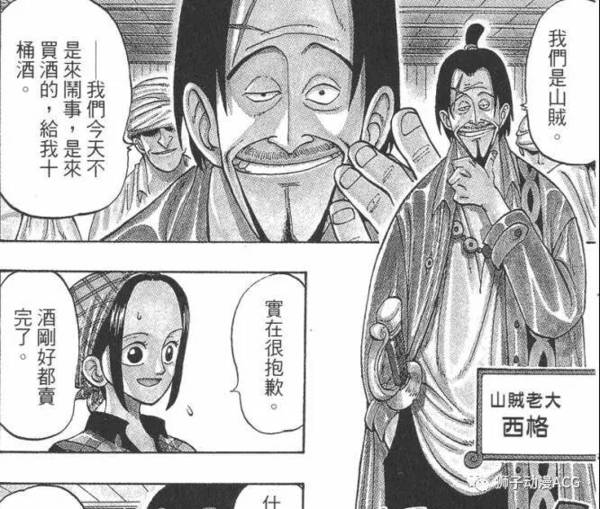 我們是山賊。
——我們今天不
是來鬧事，是來
買酒的，給我十
桶酒。
山賊老大
西格
實在很抱歉。
酒剛好都賣
完了。
什
狮子动漫ACG